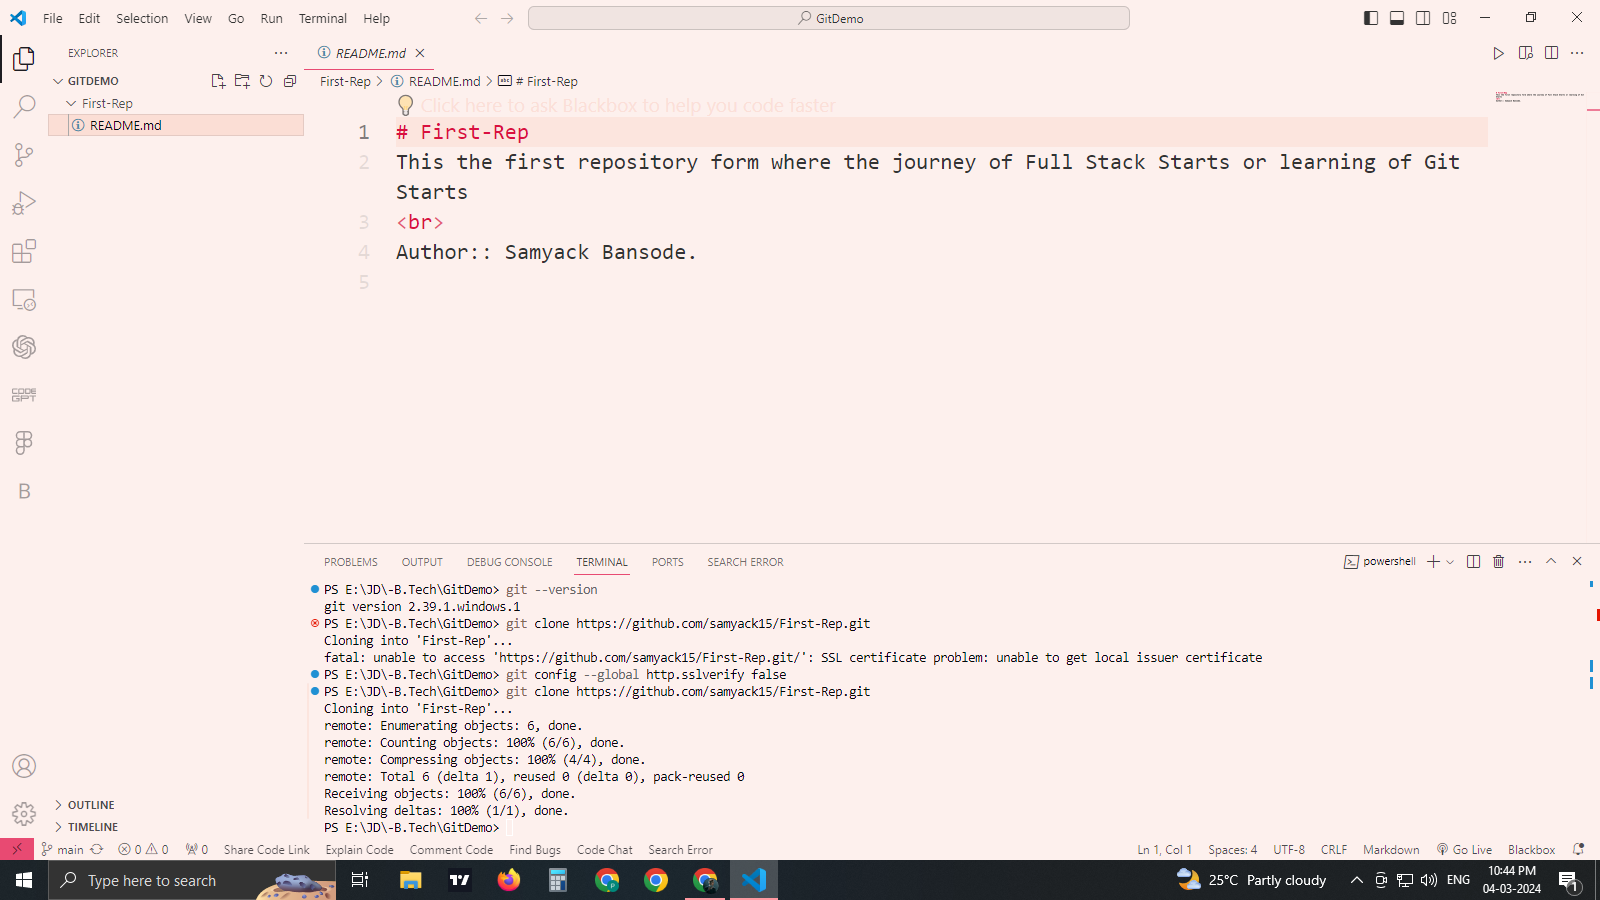 File Edit Selection View Go Run Terminal Help
GitDemo
EXPLORER
README.md
GITDEMO
First-Rep
README.md
First-Rep > README.md > # First-Rep
Click here to ask Blackbox to help you code faster
1 # First-Rep
2 This the first repository form where the journey of Full Stack Starts or learning of Git
Starts
3 <br>
4 Author:: Samyack Bansode.
5
CODE
GPT
B
PROBLEMS OUTPUT DEBUG CONSOLE TERMINAL PORTS SEARCH ERROR
powershell
PS E:\JD\-B.Tech\GitDemo> git --version
git version 2.39.1.windows.1
PS E:\JD\-B.Tech\GitDemo> git clone https://github.com/samyack15/First-Rep.git
Cloning into 'First-Rep'...
fatal: unable to access 'https://github.com/samyack15/First-Rep.git/': SSL certificate problem: unable to get local issuer certificate
PS E:\JD\-B.Tech\GitDemo> git config --global http.sslverify false
PS E:\JD\-B.Tech\GitDemo> git clone https://github.com/samyack15/First-Rep.git
Cloning into 'First-Rep'...
remote: Enumerating objects: 6, done.
remote: Counting objects: 100% (6/6), done.
remote: Compressing objects: 100% (4/4), done.
remote: Total 6 (delta 1), reused 0 (delta 0), pack-reused 0
Receiving objects: 100% (6/6), done.
Resolving deltas: 100% (1/1), done.
PS E:\JD\-B.Tech\GitDemo>
OUTLINE
TIMELINE
main 0 0 0 Share Code Link Explain Code Comment Code Find Bugs Code Chat Search Error
Ln 1, Col 1 Spaces: 4 UTF-8 CRLF Markdown Go Live Blackbox
Type here to search
25°C Partly cloudy
ENG
10:44 PM
04-03-2024
1